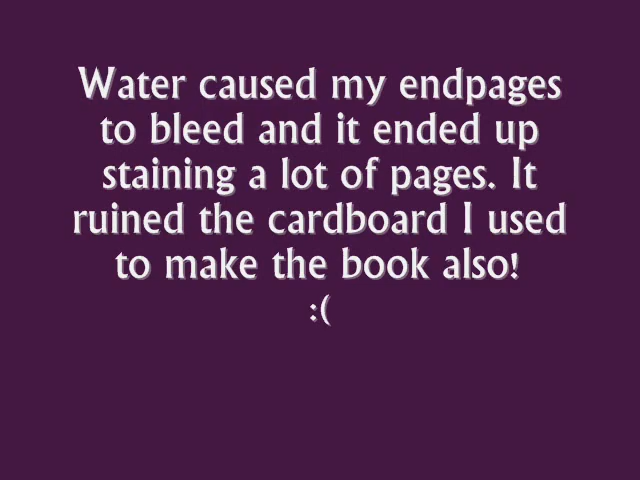 Water caused my endpages
to bleed and it ended up
staining a lot of pages. It
ruined the cardboard I used
to make the book also!
:(